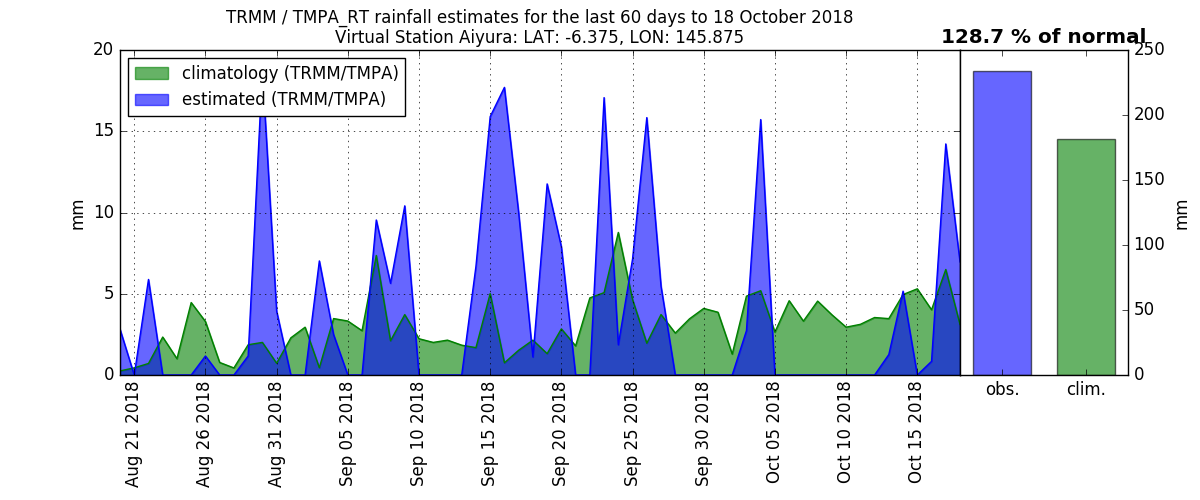 TRMM / TMPA_RT rainfall estimates for the last 60 days to 18 October 2018
Virtual Station Aiyura: LAT: -6.375, LON: 145.875
128.7 % of normal
climatology (TRMM/TMPA)
estimated (TRMM/TMPA)
20
15
10
5
0
mm
250
200
150
100
50
0
mm
Aug 21 2018
Aug 26 2018
Aug 31 2018
Sep 05 2018
Sep 10 2018
Sep 15 2018
Sep 20 2018
Sep 25 2018
Sep 30 2018
Oct 05 2018
Oct 10 2018
Oct 15 2018
obs.
clim.